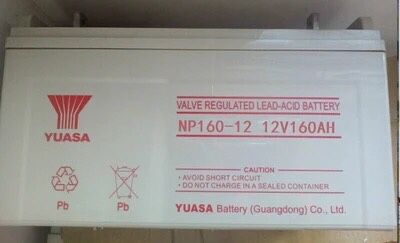 YUASA
VALVE REGULATED LEAD-ACID BATTERY
NP160-12 12V160AH
CAUTION
• AVOID SHORT CIRCUIT
• DO NOT CHARGE IN A SEALED CONTAINER
Pb
Pb
YUASA Battery (Guangdong) Co., Ltd.